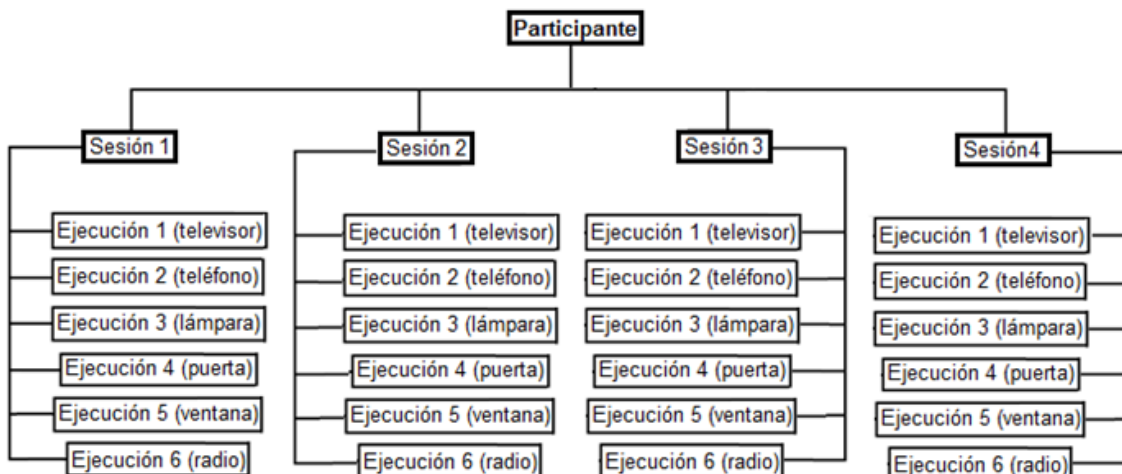 Participante
Sesión 1
Ejecución 1 (televisor)
Ejecución 2 (teléfono)
Ejecución 3 (lámpara)
Ejecución 4 (puerta)
Ejecución 5 (ventana)
Ejecución 6 (radio)
Sesión 2
Ejecución 1 (televisor)
Ejecución 2 (teléfono)
Ejecución 3 (lámpara)
Ejecución 4 (puerta)
Ejecución 5 (ventana)
Ejecución 6 (radio)
Sesión 3
Ejecución 1 (televisor)
Ejecución 2 (teléfono)
Ejecución 3 (lámpara)
Ejecución 4 (puerta)
Ejecución 5 (ventana)
Ejecución 6 (radio)
Sesión4
Ejecución 1 (televisor)
Ejecución 2 (teléfono)
Ejecución 3 (lámpara)
Ejecución 4 (puerta)
Ejecución 5 (ventana)
Ejecución 6 (radio)